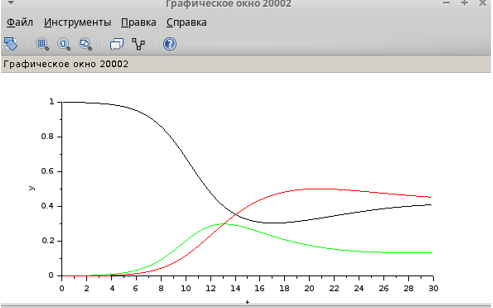 Графическое окно 20002
Файл Инструменты Правка Справка
Графическое окно 20002
1
0.8
0.6
0.4
0.2
0
y
0 2 4 6 8 10 12 14 16 18 20 22 24 26 28 30
t